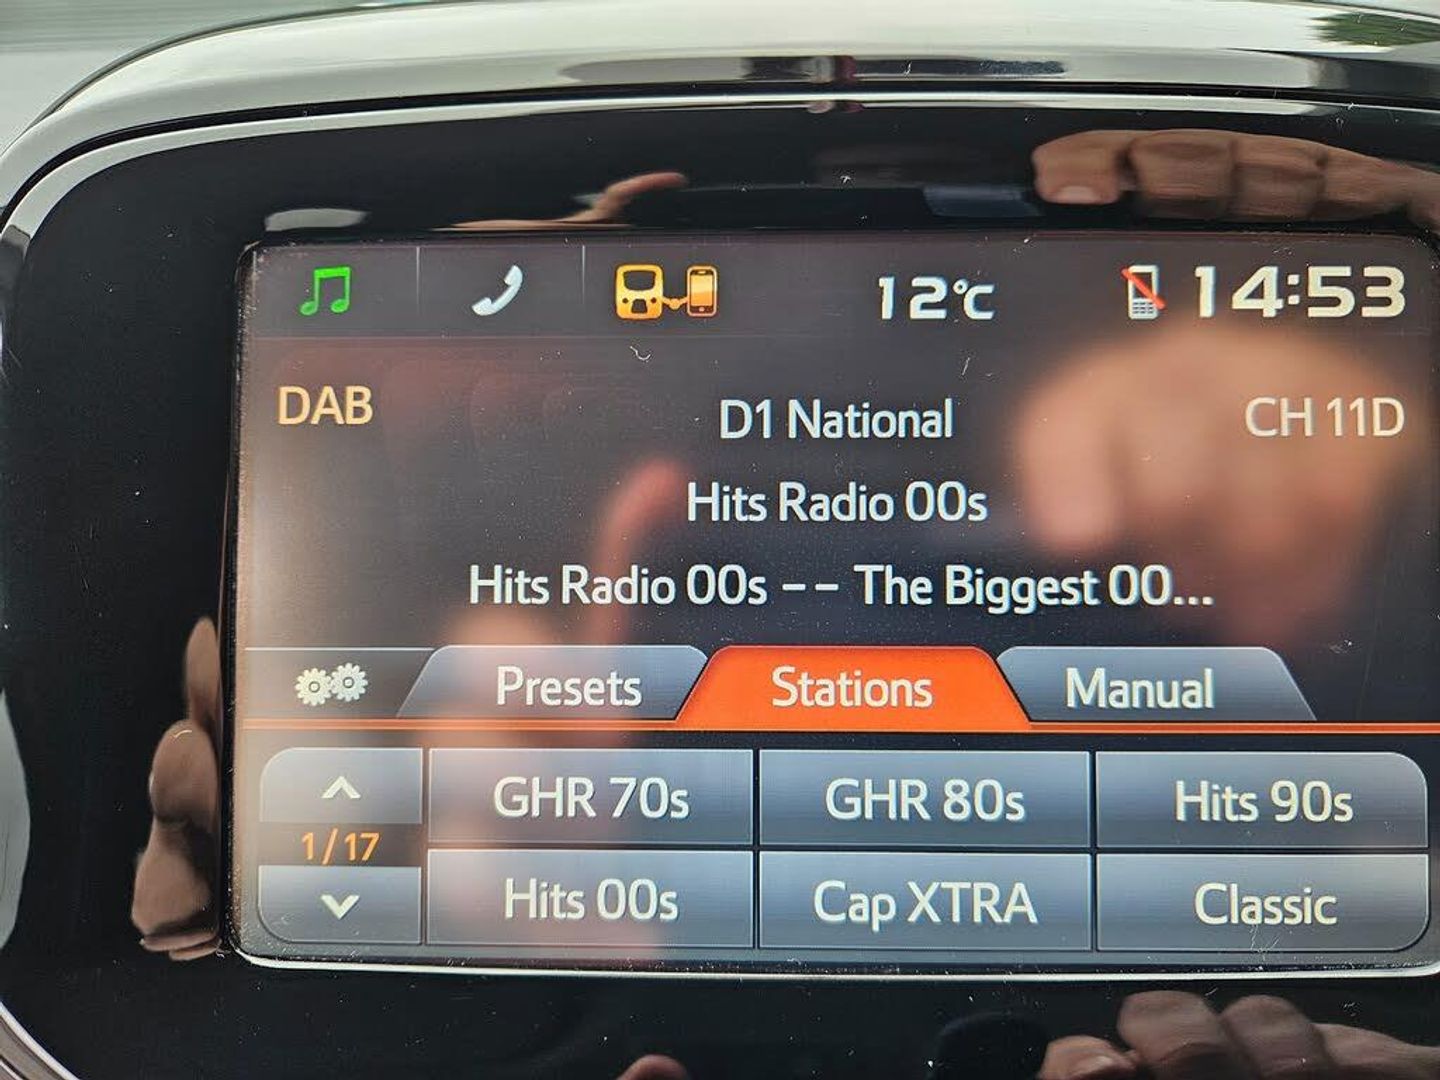 12°C 14:53
DAB D1 National CH 11D
Hits Radio 00s
Hits Radio 00s -- The Biggest 00...
Presets Stations Manual
GHR 70s GHR 80s Hits 90s
1/17
Hits 00s Cap XTRA Classic